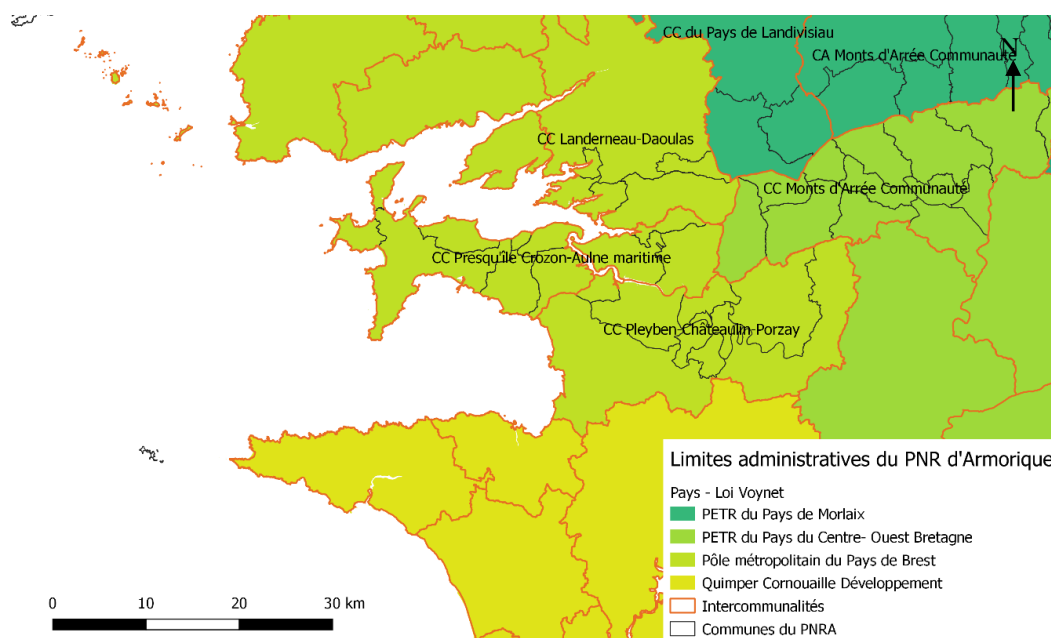 CC du Pays de Landivisiau
CA Monts d'Arrée Communauté
N
CC Landerneau-Daoulas
CC Monts d'Arrée Communauté
CC Presqu'île Crozon-Aulne maritime
CC Pleyben-Châteaulin-Porzay
Limites administratives du PNR d'Armorique
Pays - Loi Voynet
PETR du Pays de Morlaix
PETR du Pays du Centre- Ouest Bretagne
Pôle métropolitain du Pays de Brest
Quimper Cornouaille Développement
Intercommunalités
Communes du PNRA
0 10 20 30 km